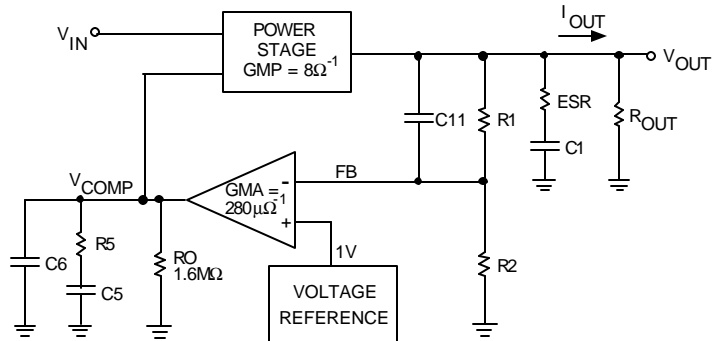 POWER
STAGE
GMP = 8Ω⁻¹
V_IN
I_OUT
V_OUT
C11
R1
ESR
C1
R_OUT
V_COMP
GMA =
280µΩ⁻¹
-
+
FB
1V
R5
C6
C5
RO
1.6MΩ
R2
VOLTAGE
REFERENCE